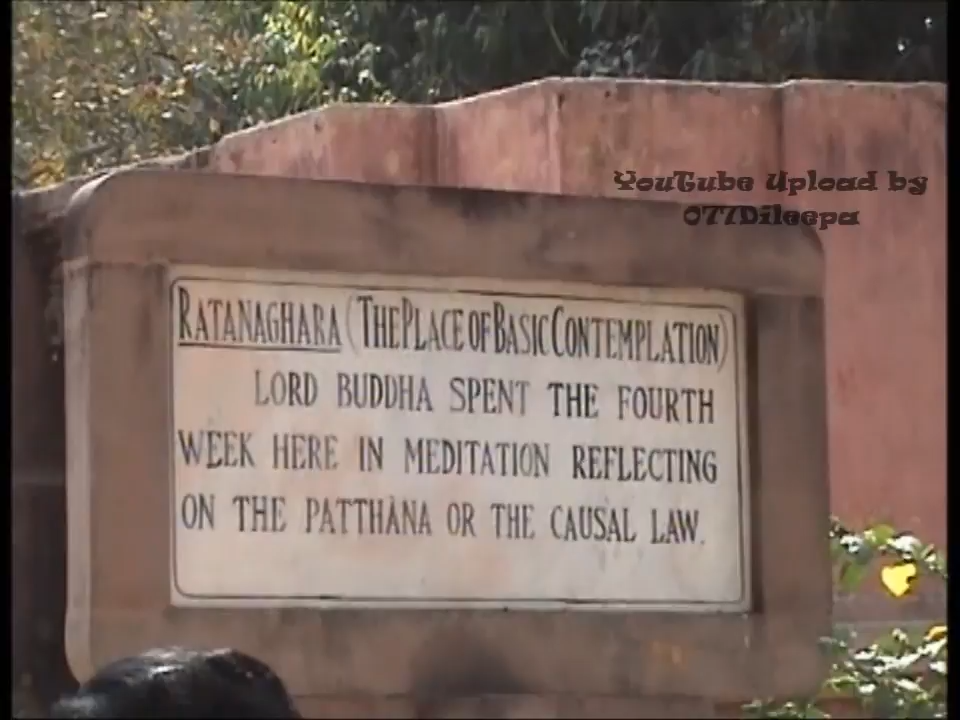 YouTube Upload by
077Dileepa
RATANAGHARA (THE PLACE OF BASIC CONTEMPLATION)
LORD BUDDHA SPENT THE FOURTH
WEEK HERE IN MEDITATION REFLECTING
ON THE PATTHÀNA OR THE CAUSAL LAW.